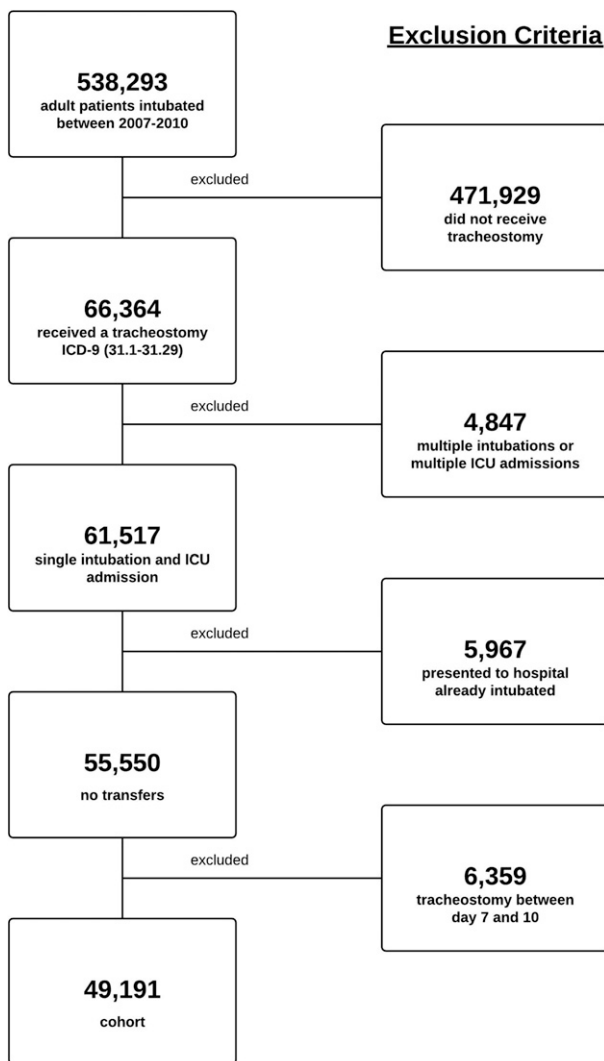 Exclusion Criteria
538,293
adult patients intubated
between 2007-2010
excluded
471,929
did not receive
tracheostomy
66,364
received a tracheostomy
ICD-9 (31.1-31.29)
excluded
4,847
multiple intubations or
multiple ICU admissions
61,517
single intubation and ICU
admission
excluded
5,967
presented to hospital
already intubated
55,550
no transfers
excluded
6,359
tracheostomy between
day 7 and 10
49,191
cohort